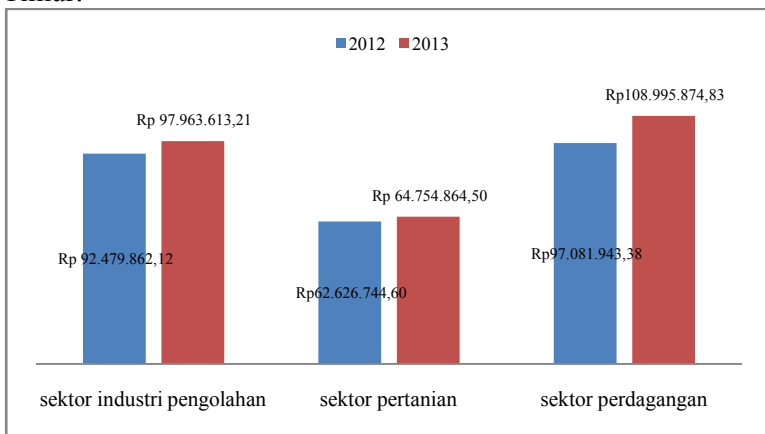 2012 2013
Rp108.995.874,83
Rp 97.963.613,21
Rp 64.754.864,50
Rp 92.479.862,12
Rp97.081.943,38
Rp62.626.744,60
sektor industri pengolahan sektor pertanian sektor perdagangan